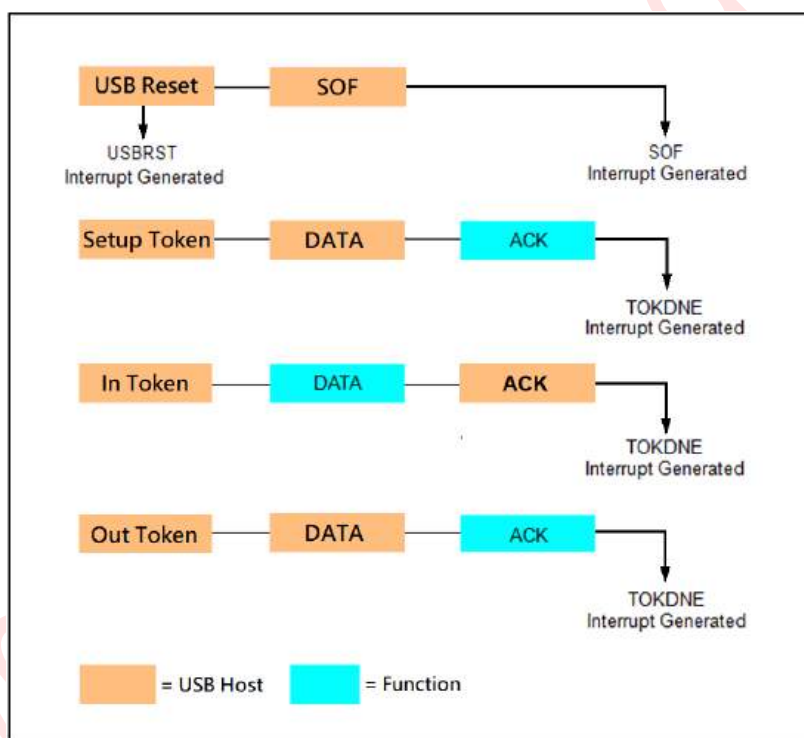 USB Reset
SOF
USBRST
Interrupt Generated
SOF
Interrupt Generated
Setup Token
DATA
ACK
TOKDNE
Interrupt Generated
In Token
DATA
ACK
TOKDNE
Interrupt Generated
Out Token
DATA
ACK
TOKDNE
Interrupt Generated
= USB Host
= Function